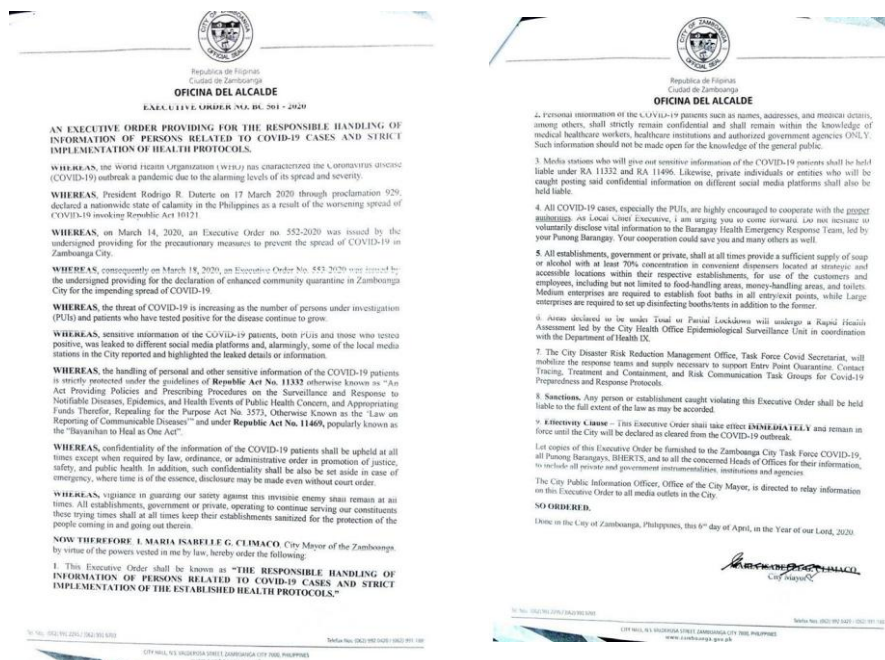 CITY OF ZAMBOANGA
OFFICIAL SEAL
Republica de Filipinas
Ciudad de Zamboanga
OFICINA DEL ALCALDE
EXECUTIVE ORDER NO. BC 561 - 2020
AN EXECUTIVE ORDER PROVIDING FOR THE RESPONSIBLE HANDLING OF
INFORMATION OF PERSONS RELATED TO COVID-19 CASES AND STRICT
IMPLEMENTATION OF HEALTH PROTOCOLS.
WHEREAS, the World Health Organization (WHO) has characterized the Coronavirus disease
(COVID-19) outbreak a pandemic due to the alarming levels of its spread and severity.
WHEREAS, President Rodrigo R. Duterte on 17 March 2020 through proclamation 929,
declared a nationwide state of calamity in the Philippines as a result of the worsening spread of
COVID-19 invoking Republic Act 10121.
WHEREAS, on March 14, 2020, an Executive Order no. 552-2020 was issued by the
undersigned providing for the precautionary measures to prevent the spread of COVID-19 in
Zamboanga City.
WHEREAS, consequently on March 18, 2020, an Executive Order No. 553-2020 was issued by
the undersigned providing for the declaration of enhanced community quarantine in Zamboanga
City for the impending spread of COVID-19.
WHEREAS, the threat of COVID-19 is increasing as the number of persons under investigation
(PUIs) and patients who have tested positive for the disease continue to grow.
WHEREAS, sensitive information of the COVID-19 patients, both PUIs and those who tested
positive, was leaked to different social media platforms and, alarmingly, some of the local media
stations in the City reported and highlighted the leaked details or information.
WHEREAS, the handling of personal and other sensitive information of the COVID-19 patients
is strictly protected under the guidelines of Republic Act No. 11332 otherwise known as "An
Act Providing Policies and Prescribing Procedures on the Surveillance and Response to
Notifiable Diseases, Epidemics, and Health Events of Public Health Concern, and Appropriating
Funds Therefor, Repealing for the Purpose Act No. 3573, Otherwise Known as the 'Law on
Reporting of Communicable Diseases'" and under Republic Act No. 11469, popularly known as
the "Bayanihan to Heal as One Act".
WHEREAS, confidentiality of the information of the COVID-19 patients shall be upheld at all
times except when required by law, ordinance, or administrative order in promotion of justice,
safety, and public health. In addition, such confidentiality shall be also be set aside in case of
emergency, where time is of the essence, disclosure may be made even without court order.
WHEREAS, vigilance in guarding our safety against this invisible enemy shall remain at all
times. All establishments, government or private, operating to continue serving our constituents
these trying times shall at all times keep their establishments sanitized for the protection of the
people coming in and going out therein.
NOW THEREFORE, I, MARIA ISABELLE G. CLIMACO, City Mayor of the Zamboanga,
by virtue of the powers vested in me by law, hereby order the following:
1. This Executive Order shall be known as "THE RESPONSIBLE HANDLING OF
INFORMATION OF PERSONS RELATED TO COVID-19 CASES AND STRICT
IMPLEMENTATION OF THE ESTABLISHED HEALTH PROTOCOLS."
CITY HALL, N.S. VALDEROSA STREET, ZAMBOANGA CITY 7000, PHILIPPINES
CITY OF ZAMBOANGA
OFFICIAL SEAL
Republica de Filipinas
Ciudad de Zamboanga
OFICINA DEL ALCALDE
2. Personal information of the COVID-19 patients such as names, addresses, and medical details,
among others, shall strictly remain confidential and shall remain within the knowledge of
medical healthcare workers, healthcare institutions and authorized government agencies ONLY.
Such information should not be made open for the knowledge of the general public.
3. Media stations who will give out sensitive information of the COVID-19 patients shall be held
liable under RA 11332 and RA 11496. Likewise, private individuals or entities who will be
caught posting said confidential information on different social media platforms shall also be
held liable.
4. All COVID-19 cases, especially the PUIs, are highly encouraged to cooperate with the proper
authorities. As Local Chief Executive, I am urging you to come forward. Do not hesitate to
voluntarily disclose vital information to the Barangay Health Emergency Response Team, led by
your Punong Barangay. Your cooperation could save you and many others as well.
5. All establishments, government or private, shall at all times provide a sufficient supply of soup
or alcohol with at least 70% concentration in convenient dispensers located at strategic and
accessible locations within their respective establishments, for use of the customers and
employees, including but not limited to food-handling areas, money-handling areas, and toilets.
Medium enterprises are required to establish foot baths in all entry/exit points, while Large
enterprises are required to set up disinfecting booths/tents in addition to the former.
6. Areas declared to be under Total or Partial Lockdown will undergo a Rapid Health
Assessment led by the City Health Office Epidemiological Surveillance Unit in coordination
with the Department of Health IX.
7. The City Disaster Risk Reduction Management Office, Task Force Covid Secretariat, will
mobilize the response teams and supply necessary to support Entry Point Quarantine. Contact
Tracing, Treatment and Containment, and Risk Communication Task Groups for Covid-19
Preparedness and Response Protocols.
8. Sanctions. Any person or establishment caught violating this Executive Order shall be held
liable to the full extent of the law as may be accorded.
9. Effectivity Clause – This Executive Order shall take effect IMMEDIATELY and remain in
force until the City will be declared as cleared from the COVID-19 outbreak.
Let copies of this Executive Order be furnished to the Zamboanga City Task Force COVID-19,
all Punong Barangays, BHERTS, and to all the concerned Heads of Offices for their information,
to include all private and government instrumentalities, institutions and agencies.
The City Public Information Officer, Office of the City Mayor, is directed to relay information
on this Executive Order to all media outlets in the City.
SO ORDERED.
Done in the City of Zamboanga, Philippines, this 6th day of April, in the Year of our Lord, 2020.
CLIMACO
City Mayor
CITY HALL, N.S. VALDEROSA STREET, ZAMBOANGA CITY 7000, PHILIPPINES
www.zamboanga.gov.ph